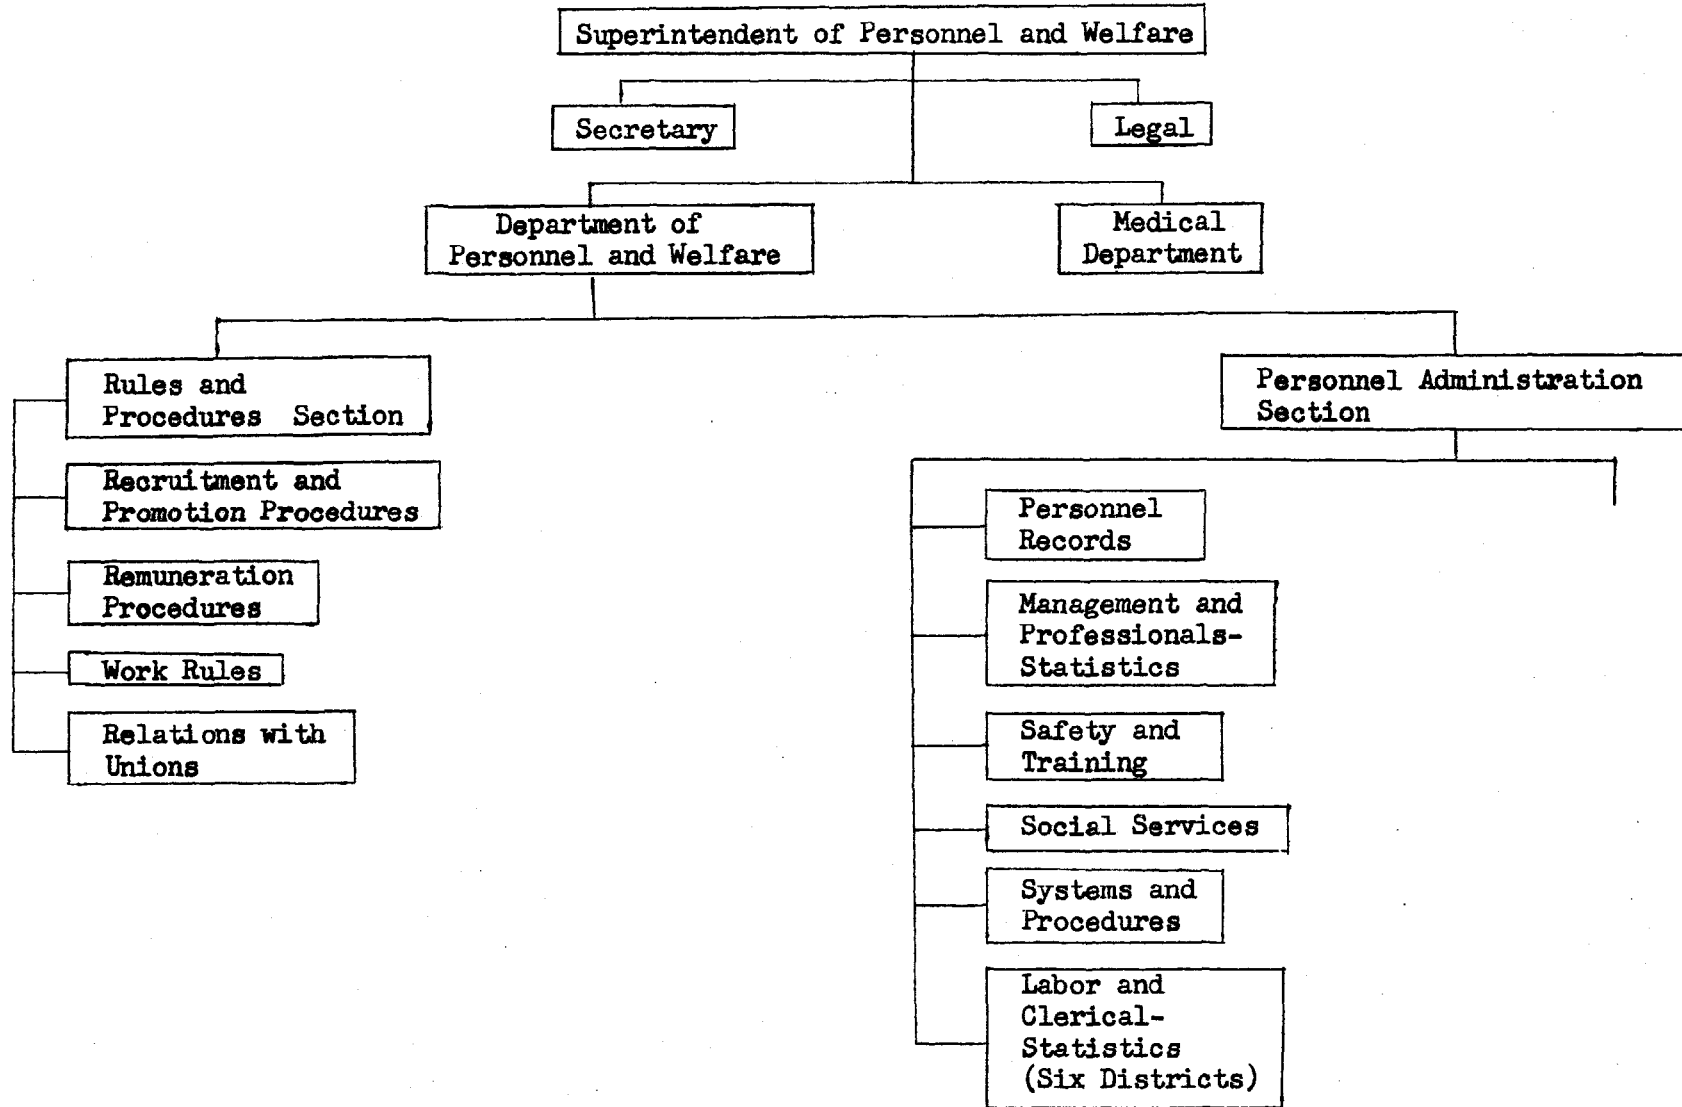 Superintendent of Personnel and Welfare
Secretary
Legal
Department of
Personnel and Welfare
Medical
Department
Rules and
Procedures Section
Recruitment and
Promotion Procedures
Remuneration
Procedures
Work Rules
Relations with
Unions
Personnel Administration
Section
Personnel
Records
Management and
Professionals-
Statistics
Safety and
Training
Social Services
Systems and
Procedures
Labor and
Clerical-
Statistics
(Six Districts)